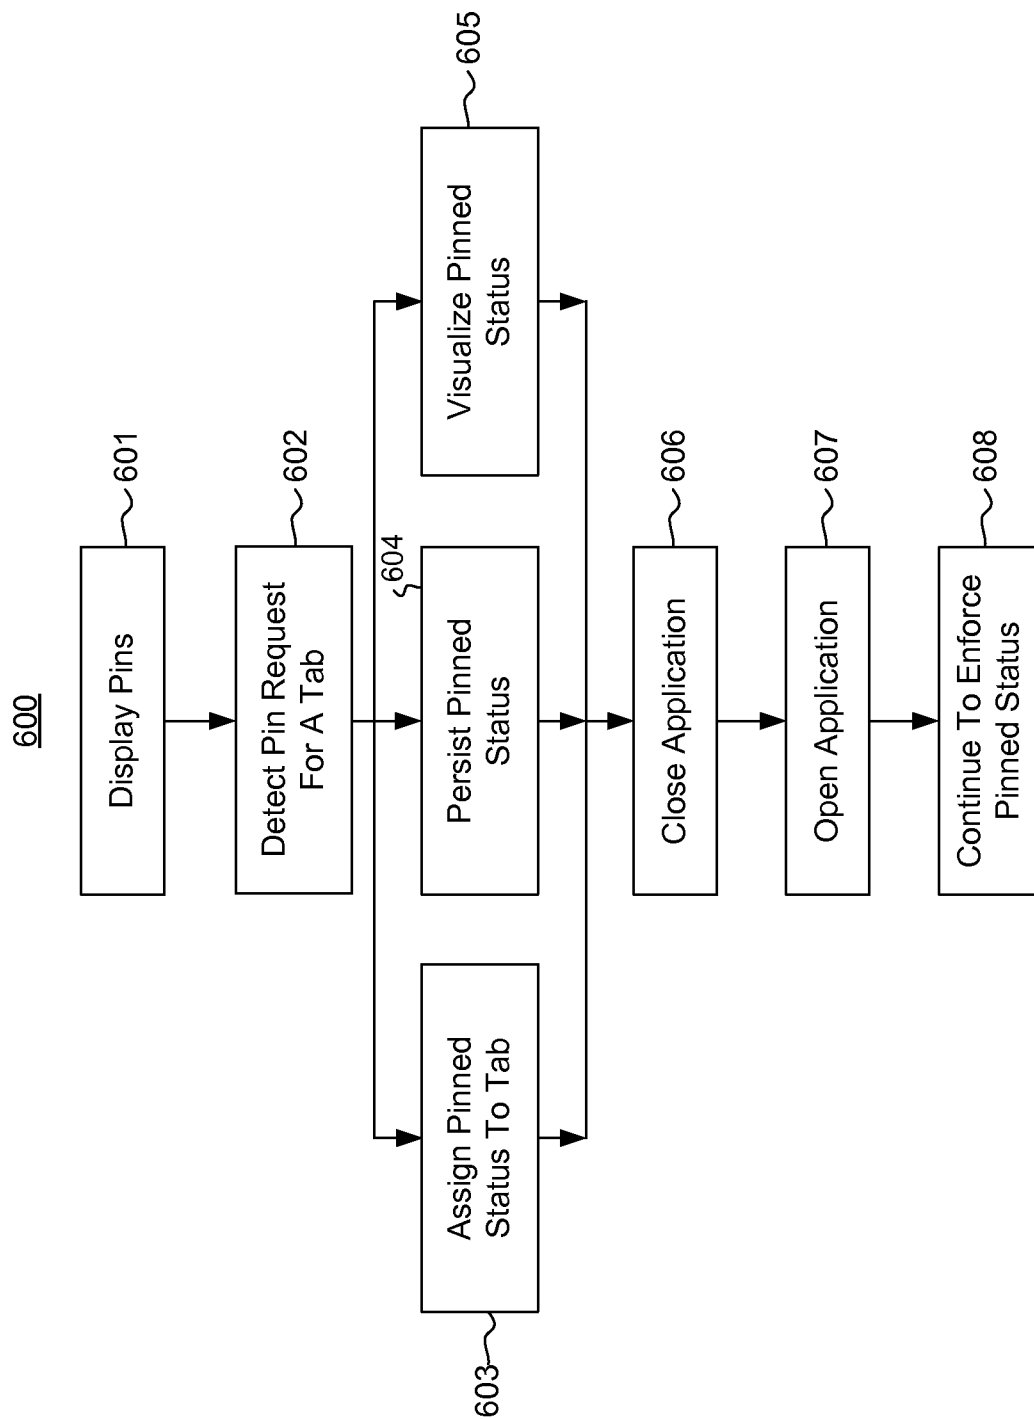 600
Display Pins
601
Detect Pin Request
For A Tab
602
Assign Pinned
Status To Tab
603
Persist Pinned
Status
604
Visualize Pinned
Status
605
Close Application
606
Open Application
607
Continue To Enforce
Pinned Status
608